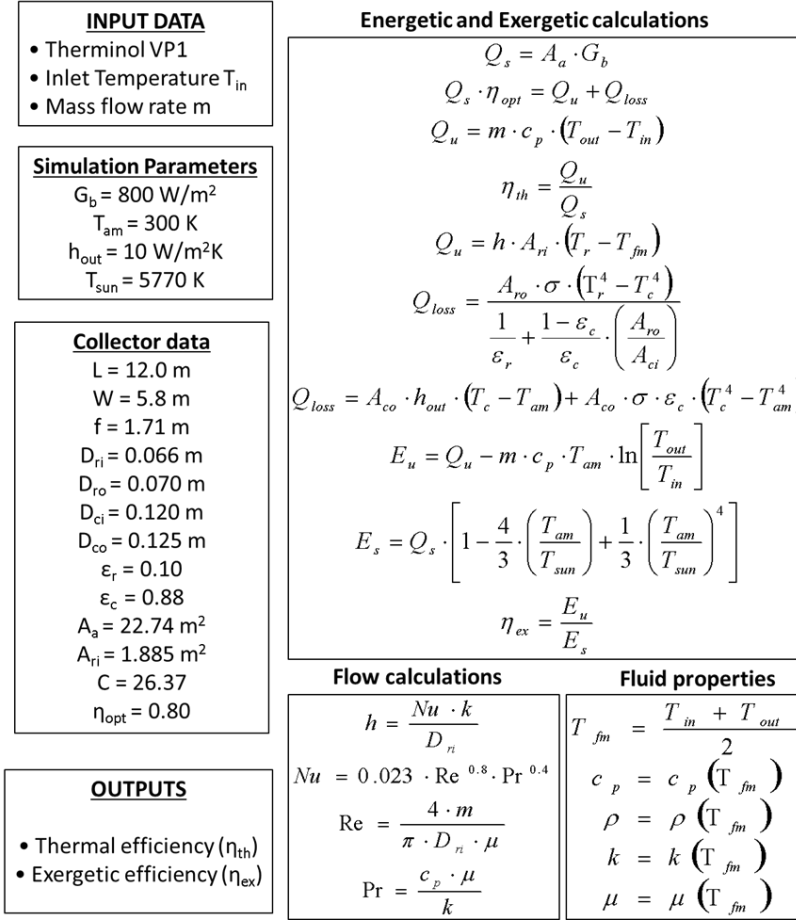 INPUT DATA
• Therminol VP1
• Inlet Temperature T_in
• Mass flow rate m
Simulation Parameters
G_b = 800 W/m²
T_am = 300 K
h_out = 10 W/m²K
T_sun = 5770 K
Collector data
L = 12.0 m
W = 5.8 m
f = 1.71 m
D_ri = 0.066 m
D_ro = 0.070 m
D_ci = 0.120 m
D_co = 0.125 m
ε_r = 0.10
ε_c = 0.88
A_a = 22.74 m²
A_ri = 1.885 m²
C = 26.37
η_opt = 0.80
OUTPUTS
• Thermal efficiency (η_th)
• Exergetic efficiency (η_ex)
Energetic and Exergetic calculations
Q_s = A_a · G_b
Q_s · η_opt = Q_u + Q_loss
Q_u = m · c_p · (T_out − T_in)
η_th = Q_u / Q_s
Q_u = h · A_ri · (T_r − T_fm)
Q_loss = (A_ro · σ · (T_r^4 − T_c^4)) / (1/ε_r + (1 − ε_c)/ε_c · (A_ro/A_ci))
Q_loss = A_co · h_out · (T_c − T_am) + A_co · σ · ε_c · (T_c^4 − T_am^4)
E_u = Q_u − m · c_p · T_am · ln[T_out / T_in]
E_s = Q_s · [1 − 4/3 · (T_am/T_sun) + 1/3 · (T_am/T_sun)^4]
η_ex = E_u / E_s
Flow calculations
h = (Nu · k) / D_ri
Nu = 0.023 · Re^0.8 · Pr^0.4
Re = (4 · m) / (π · D_ri · μ)
Pr = (c_p · μ) / k
Fluid properties
T_fm = (T_in + T_out) / 2
c_p = c_p (T_fm)
ρ = ρ (T_fm)
k = k (T_fm)
μ = μ (T_fm)